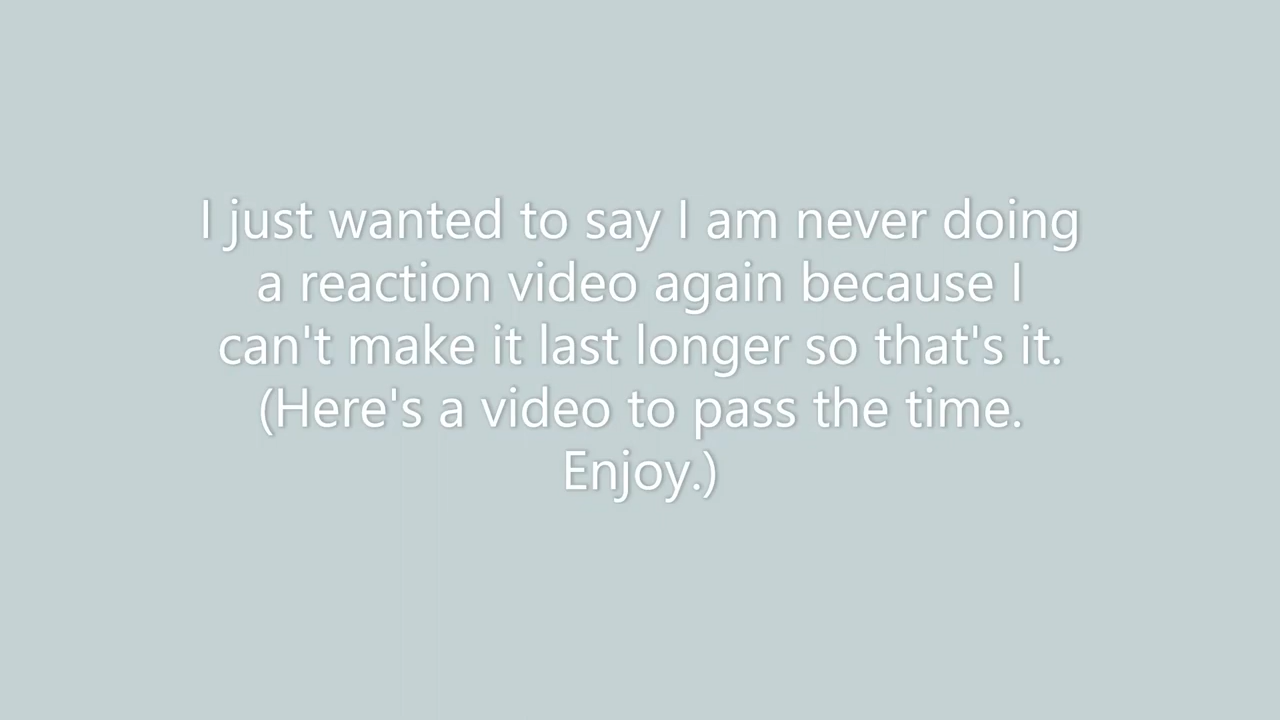 I just wanted to say I am never doing
a reaction video again because I
can't make it last longer so that's it.
(Here's a video to pass the time.
Enjoy.)